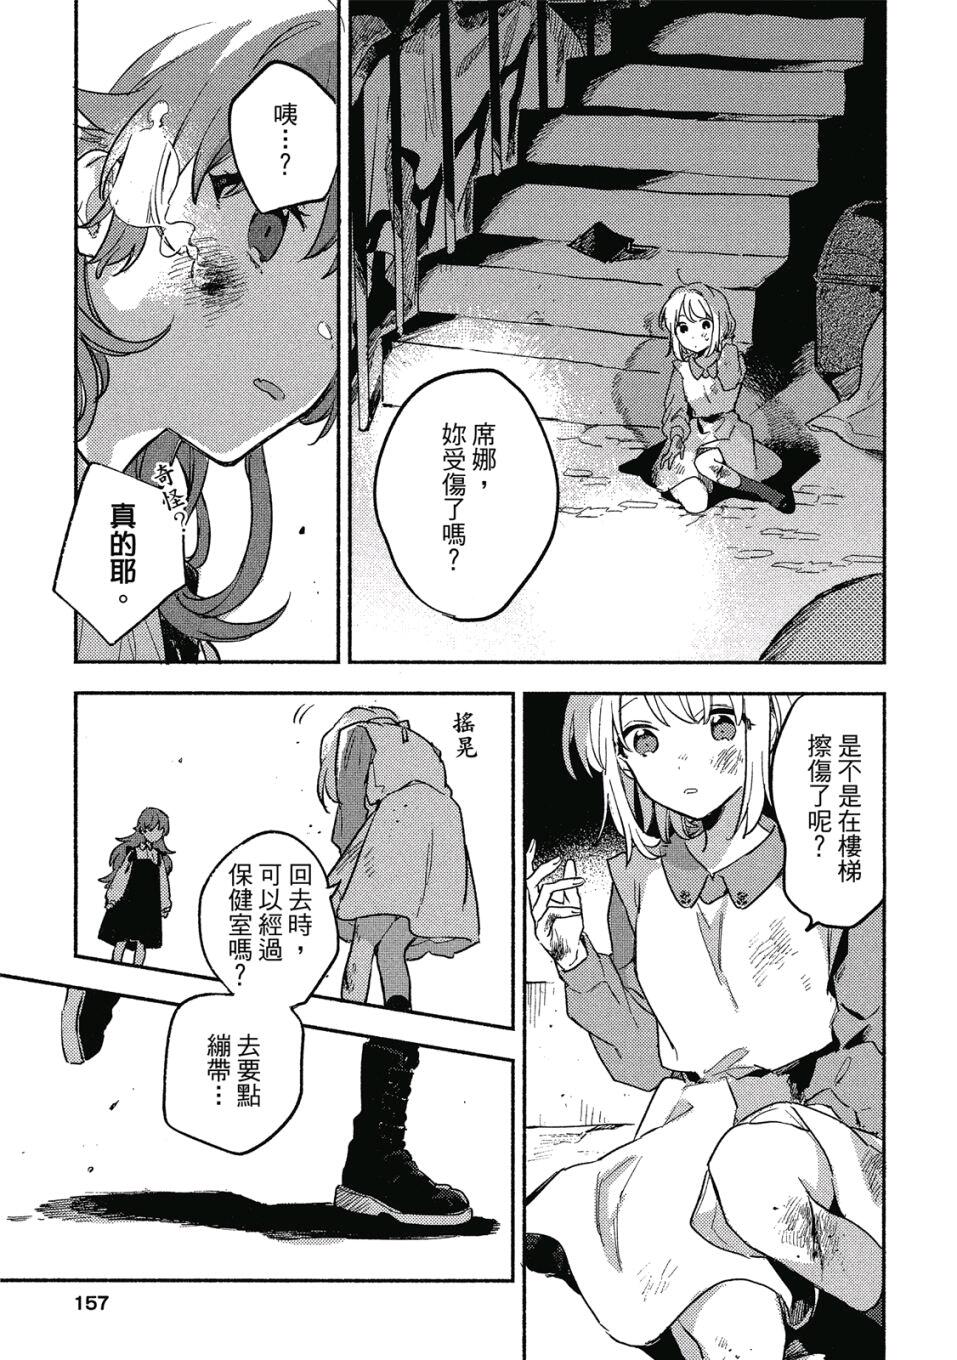 席娜，
妳受傷了嗎？
咦…？
奇怪？
真的耶。
是不是在樓梯
擦傷了呢？
搖晃
回去時，
可以經過
保健室嗎？
去要點
繃帶…
157